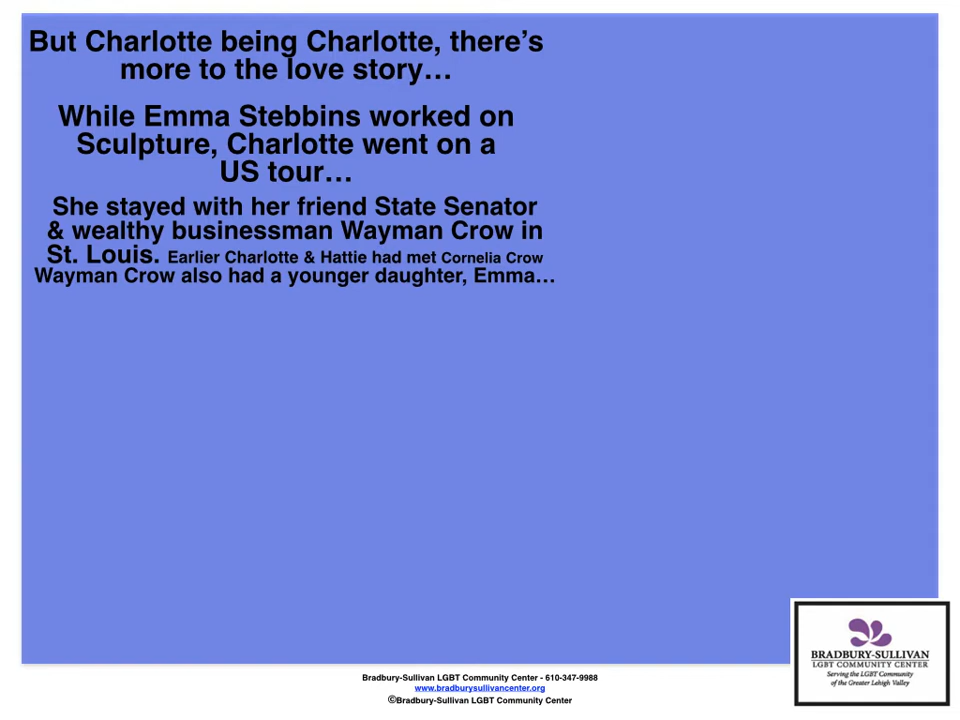 But Charlotte being Charlotte, there’s
more to the love story…
While Emma Stebbins worked on
Sculpture, Charlotte went on a
US tour…
She stayed with her friend State Senator
& wealthy businessman Wayman Crow in
St. Louis. Earlier Charlotte & Hattie had met Cornelia Crow
Wayman Crow also had a younger daughter, Emma…
BRADBURY-SULLIVAN
LGBT COMMUNITY CENTER
Serving the LGBT Community
of the Greater Lehigh Valley
Bradbury-Sullivan LGBT Community Center - 610-347-9988
www.bradburysullivancenter.org
©Bradbury-Sullivan LGBT Community Center